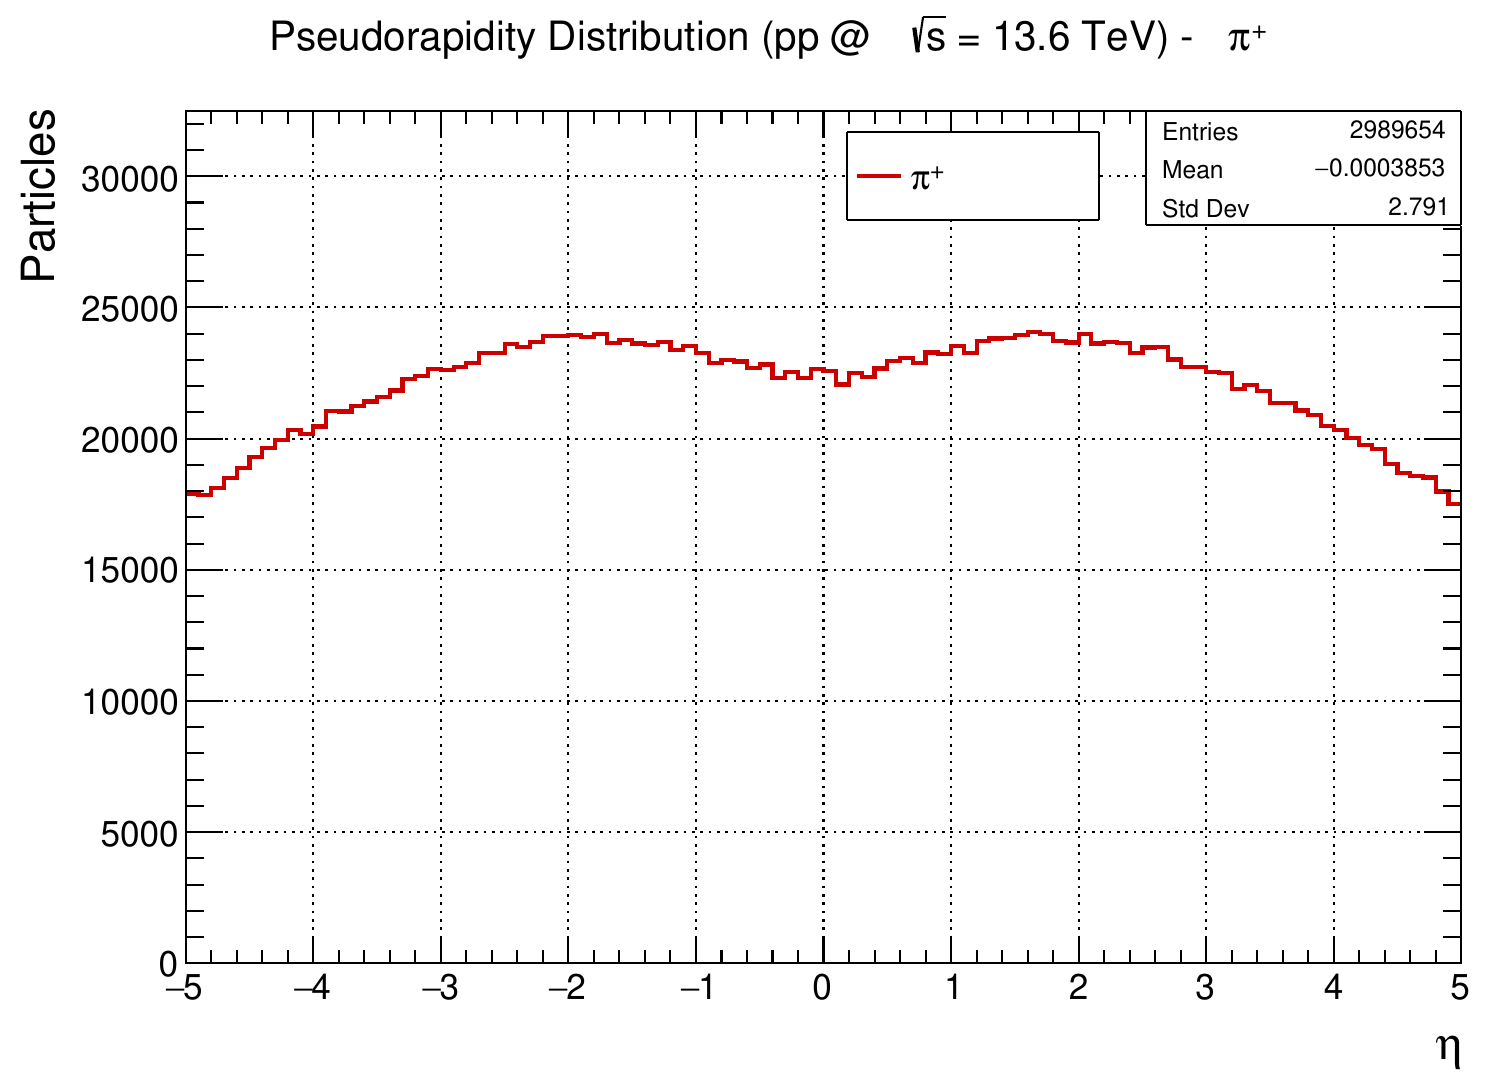 Pseudorapidity Distribution (pp @ √s = 13.6 TeV) - π⁺
Particles
π⁺
Entries 2989654
Mean −0.0003853
Std Dev 2.791
30000
25000
20000
15000
10000
5000
0
−5 −4 −3 −2 −1 0 1 2 3 4 5
η